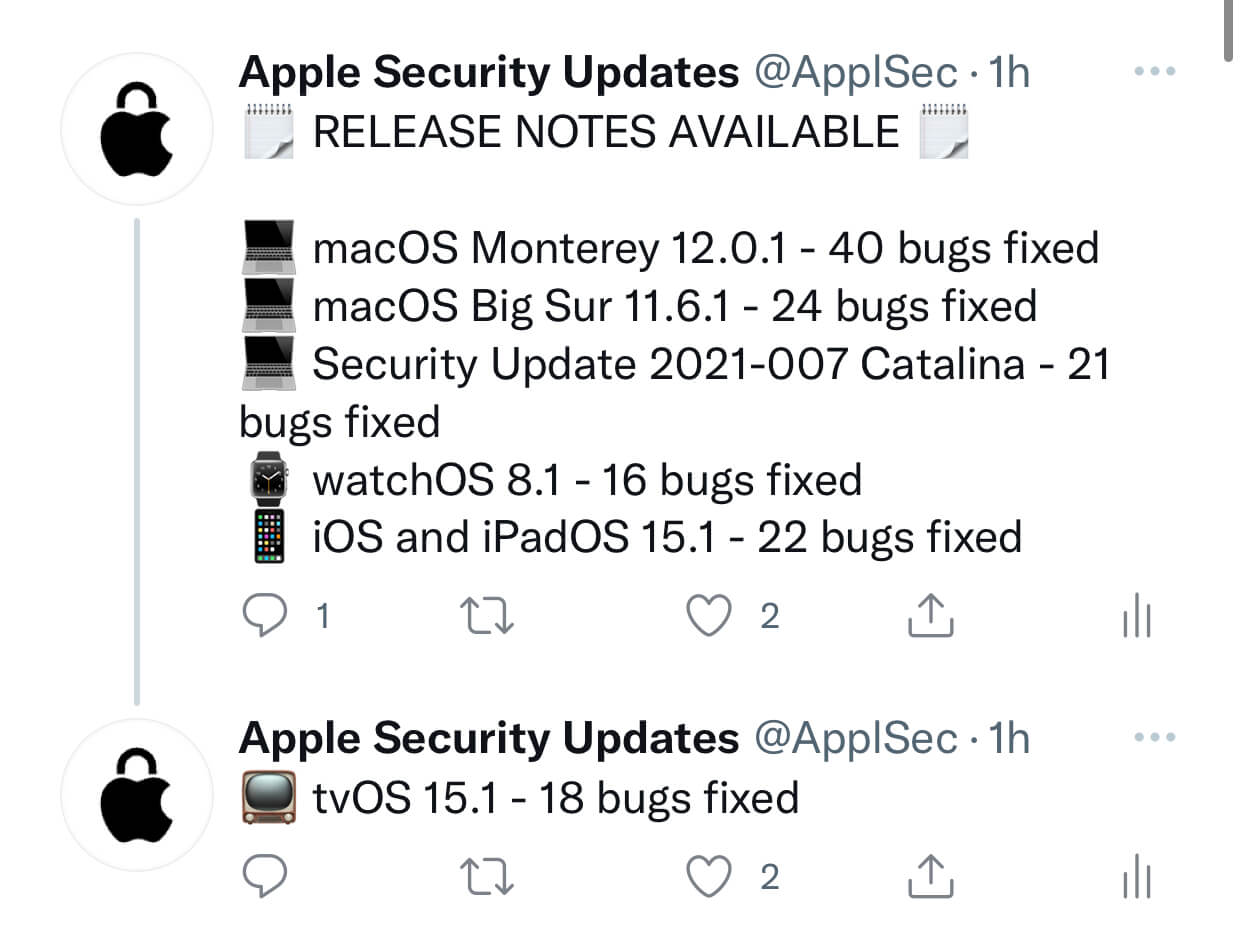 Apple Security Updates @ApplSec · 1h
🗒️ RELEASE NOTES AVAILABLE 🗒️
💻 macOS Monterey 12.0.1 - 40 bugs fixed
💻 macOS Big Sur 11.6.1 - 24 bugs fixed
💻 Security Update 2021-007 Catalina - 21
bugs fixed
⌚ watchOS 8.1 - 16 bugs fixed
📱 iOS and iPadOS 15.1 - 22 bugs fixed
1 2
Apple Security Updates @ApplSec · 1h
📺 tvOS 15.1 - 18 bugs fixed
2